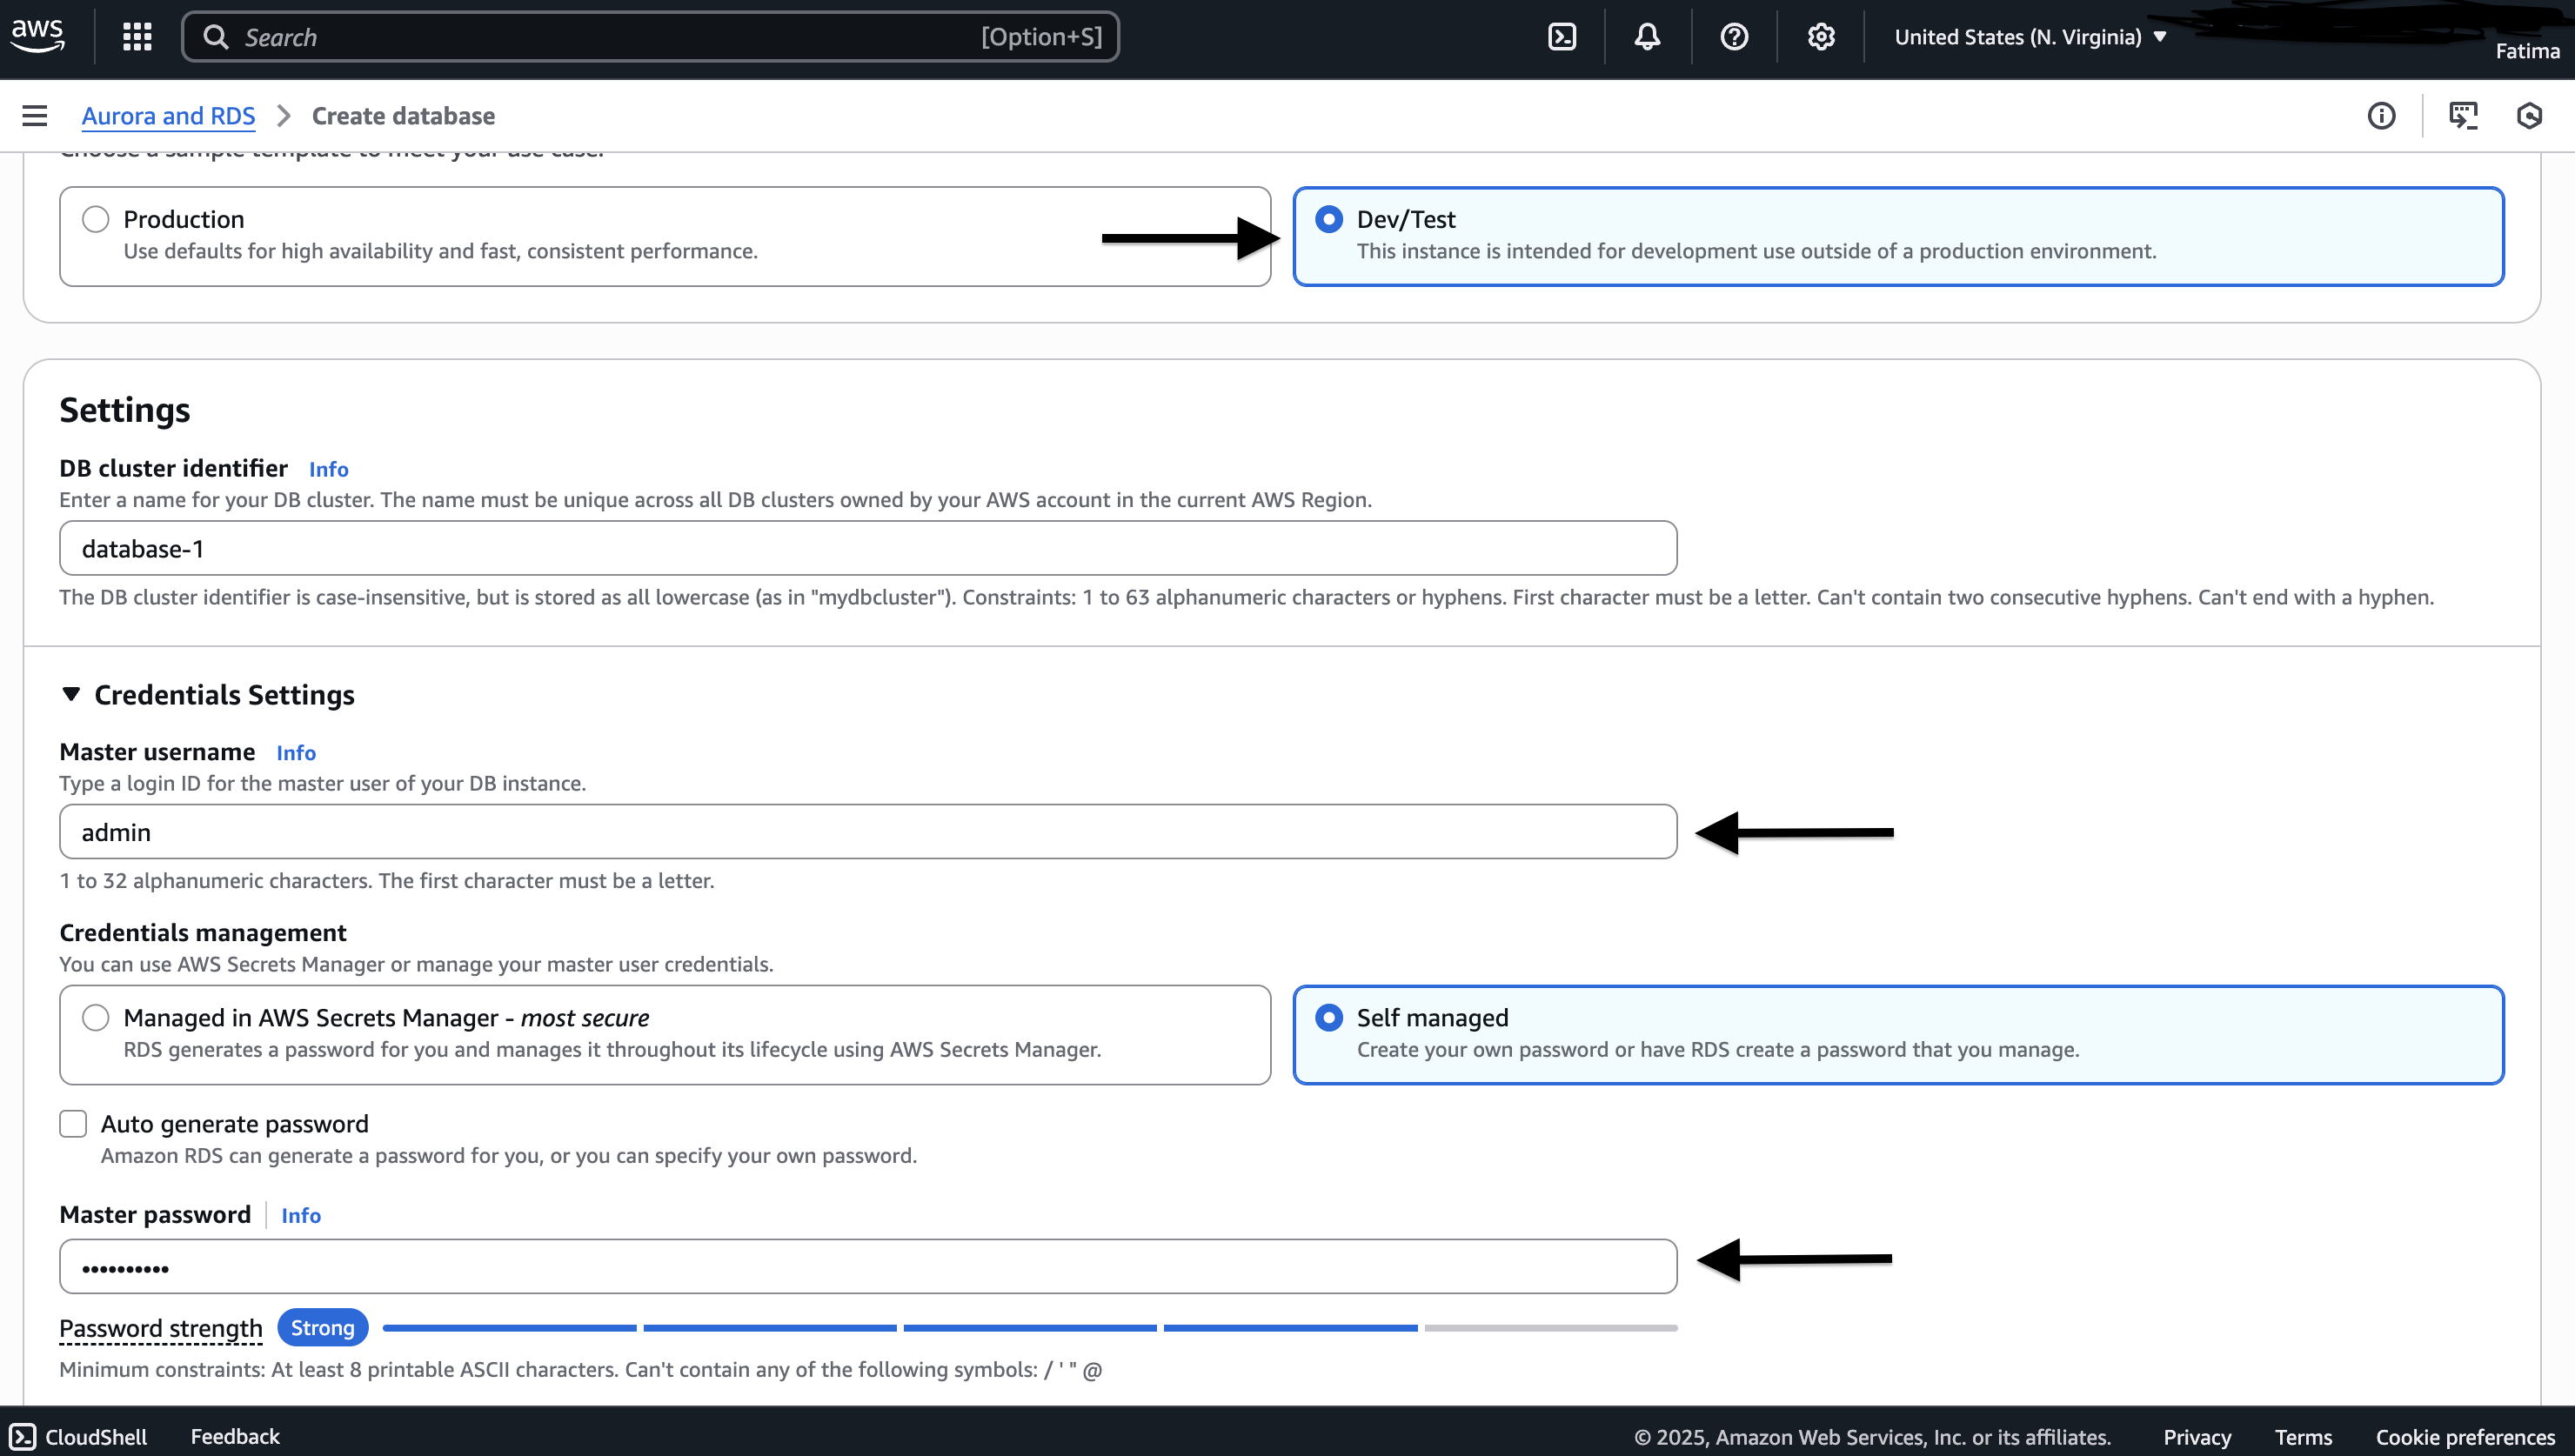 aws
Search
[Option+S]
United States (N. Virginia)
Fatima
Aurora and RDS
Create database
Choose a sample template to meet your use case.
Production
Use defaults for high availability and fast, consistent performance.
Dev/Test
This instance is intended for development use outside of a production environment.
Settings
DB cluster identifier Info
Enter a name for your DB cluster. The name must be unique across all DB clusters owned by your AWS account in the current AWS Region.
database-1
The DB cluster identifier is case-insensitive, but is stored as all lowercase (as in "mydbcluster"). Constraints: 1 to 63 alphanumeric characters or hyphens. First character must be a letter. Can't contain two consecutive hyphens. Can't end with a hyphen.
Credentials Settings
Master username Info
Type a login ID for the master user of your DB instance.
admin
1 to 32 alphanumeric characters. The first character must be a letter.
Credentials management
You can use AWS Secrets Manager or manage your master user credentials.
Managed in AWS Secrets Manager - most secure
RDS generates a password for you and manages it throughout its lifecycle using AWS Secrets Manager.
Self managed
Create your own password or have RDS create a password that you manage.
Auto generate password
Amazon RDS can generate a password for you, or you can specify your own password.
Master password Info
••••••••••
Password strength Strong
Minimum constraints: At least 8 printable ASCII characters. Can't contain any of the following symbols: / ' " @
CloudShell
Feedback
© 2025, Amazon Web Services, Inc. or its affiliates.
Privacy
Terms
Cookie preferences